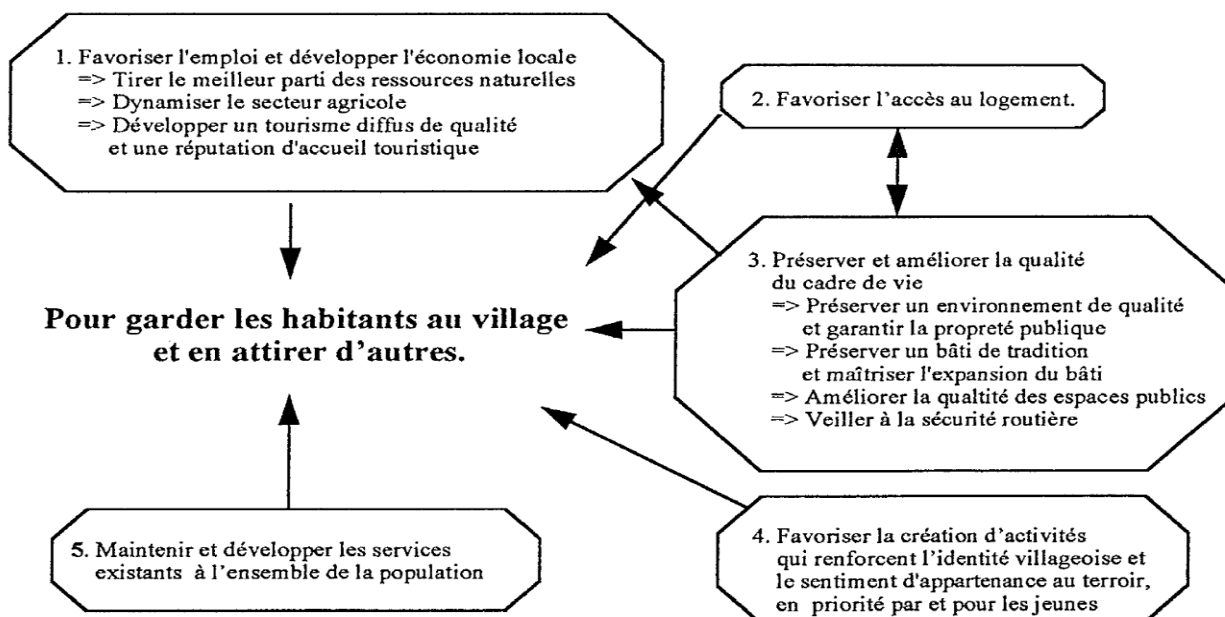 1. Favoriser l'emploi et développer l'économie locale
=> Tirer le meilleur parti des ressources naturelles
=> Dynamiser le secteur agricole
=> Développer un tourisme diffus de qualité
et une réputation d'accueil touristique
2. Favoriser l'accès au logement.
3. Préserver et améliorer la qualité
du cadre de vie
=> Préserver un environnement de qualité
et garantir la propreté publique
=> Préserver un bâti de tradition
et maîtriser l'expansion du bâti
=> Améliorer la qualtité des espaces publics
=> Veiller à la sécurité routière
Pour garder les habitants au village
et en attirer d'autres.
4. Favoriser la création d'activités
qui renforcent l'identité villageoise et
le sentiment d'appartenance au terroir,
en priorité par et pour les jeunes
5. Maintenir et développer les services
existants à l'ensemble de la population